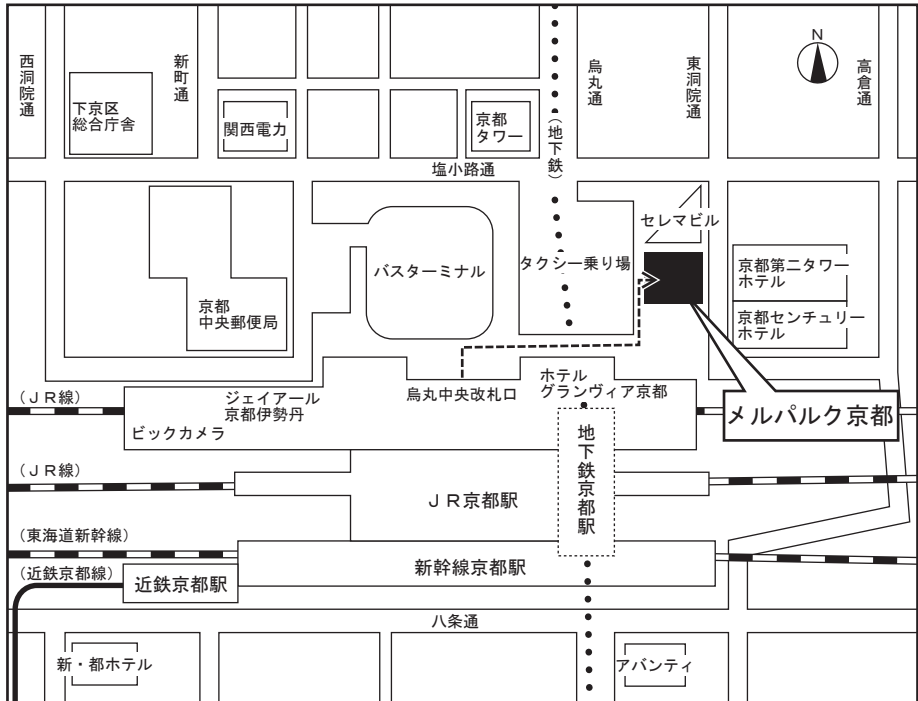 西洞院通
新町通
烏丸通
東洞院通
高倉通
N
下京区
総合庁舎
関西電力
京都
タワー
(地下鉄)
塩小路通
セレマビル
バスターミナル
タクシー乗り場
京都第二タワー
ホテル
京都センチュリー
ホテル
京都
中央郵便局
(JR線)
ジェイアール
京都伊勢丹
烏丸中央改札口
ホテル
グランヴィア京都
メルパルク京都
ビックカメラ
地下鉄京都駅
(JR線)
JR京都駅
(東海道新幹線)
新幹線京都駅
(近鉄京都線)
近鉄京都駅
八条通
新・都ホテル
アバンティ